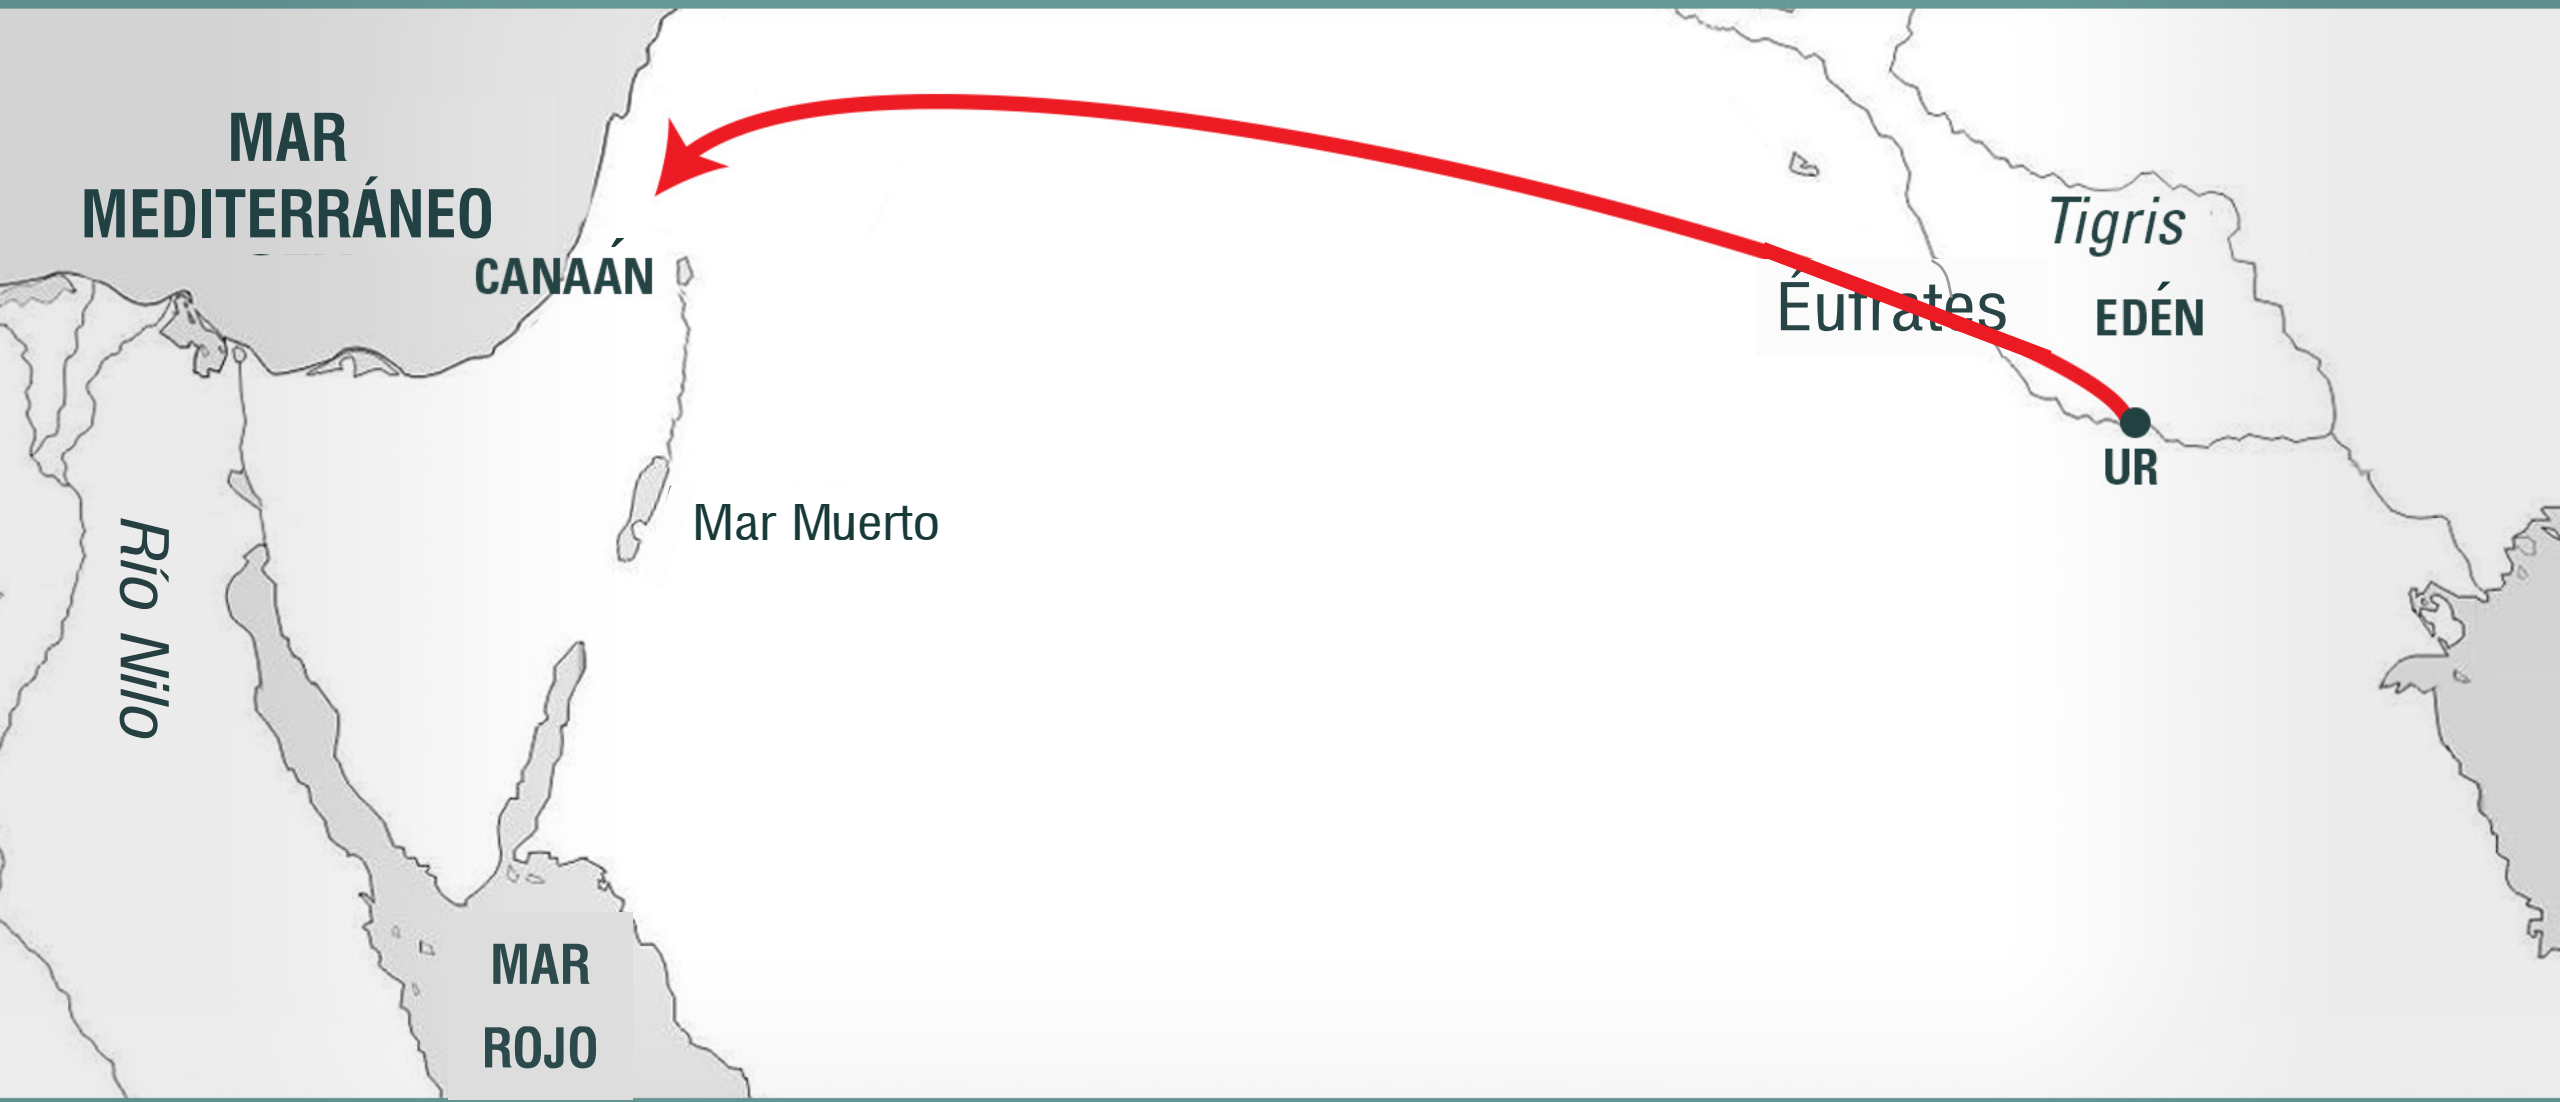 MAR
MEDITERRÁNEO
CANAÁN
Tigris
Éufrates
EDÉN
UR
Mar Muerto
Río Nilo
MAR
ROJO